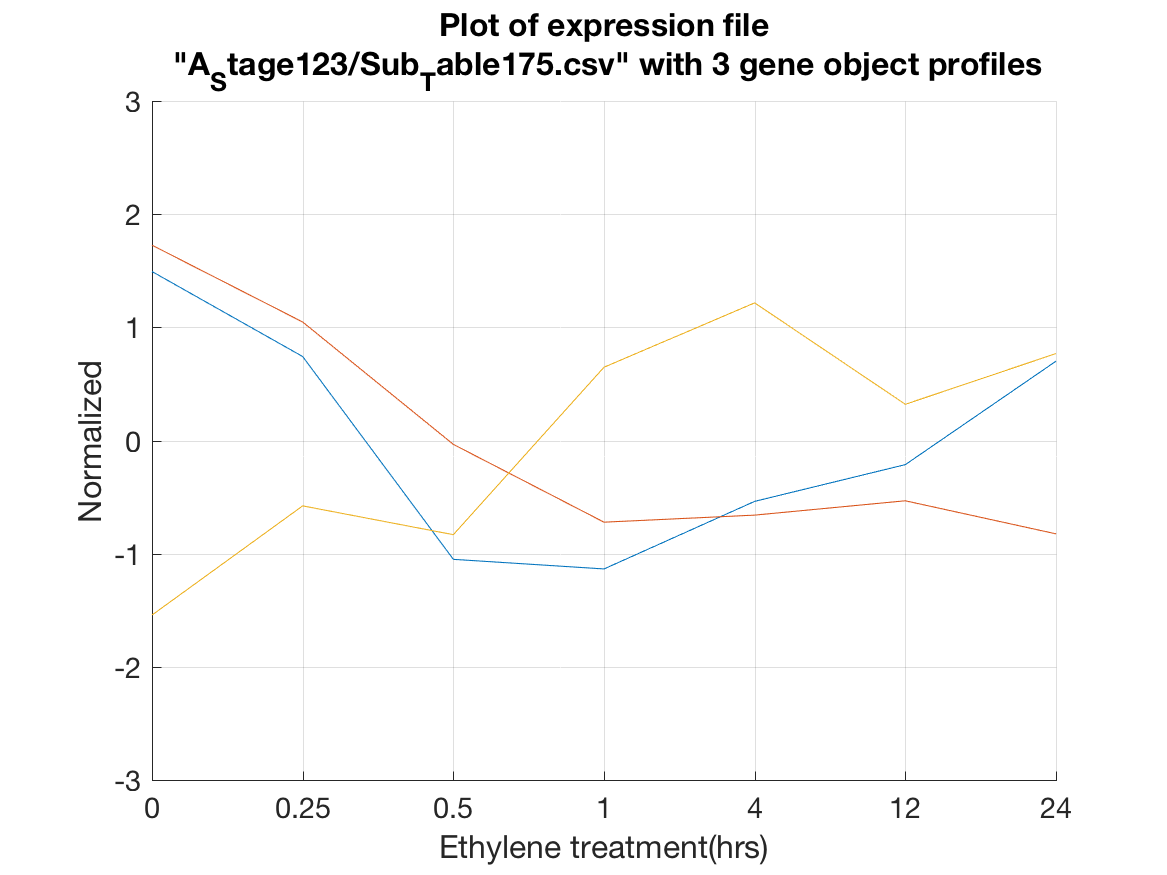 Plot of expression file
"A_Stage123/Sub_Table175.csv" with 3 gene object profiles
3
2
1
0
-1
-2
-3
Normalized
0 0.25 0.5 1 4 12 24
Ethylene treatment(hrs)